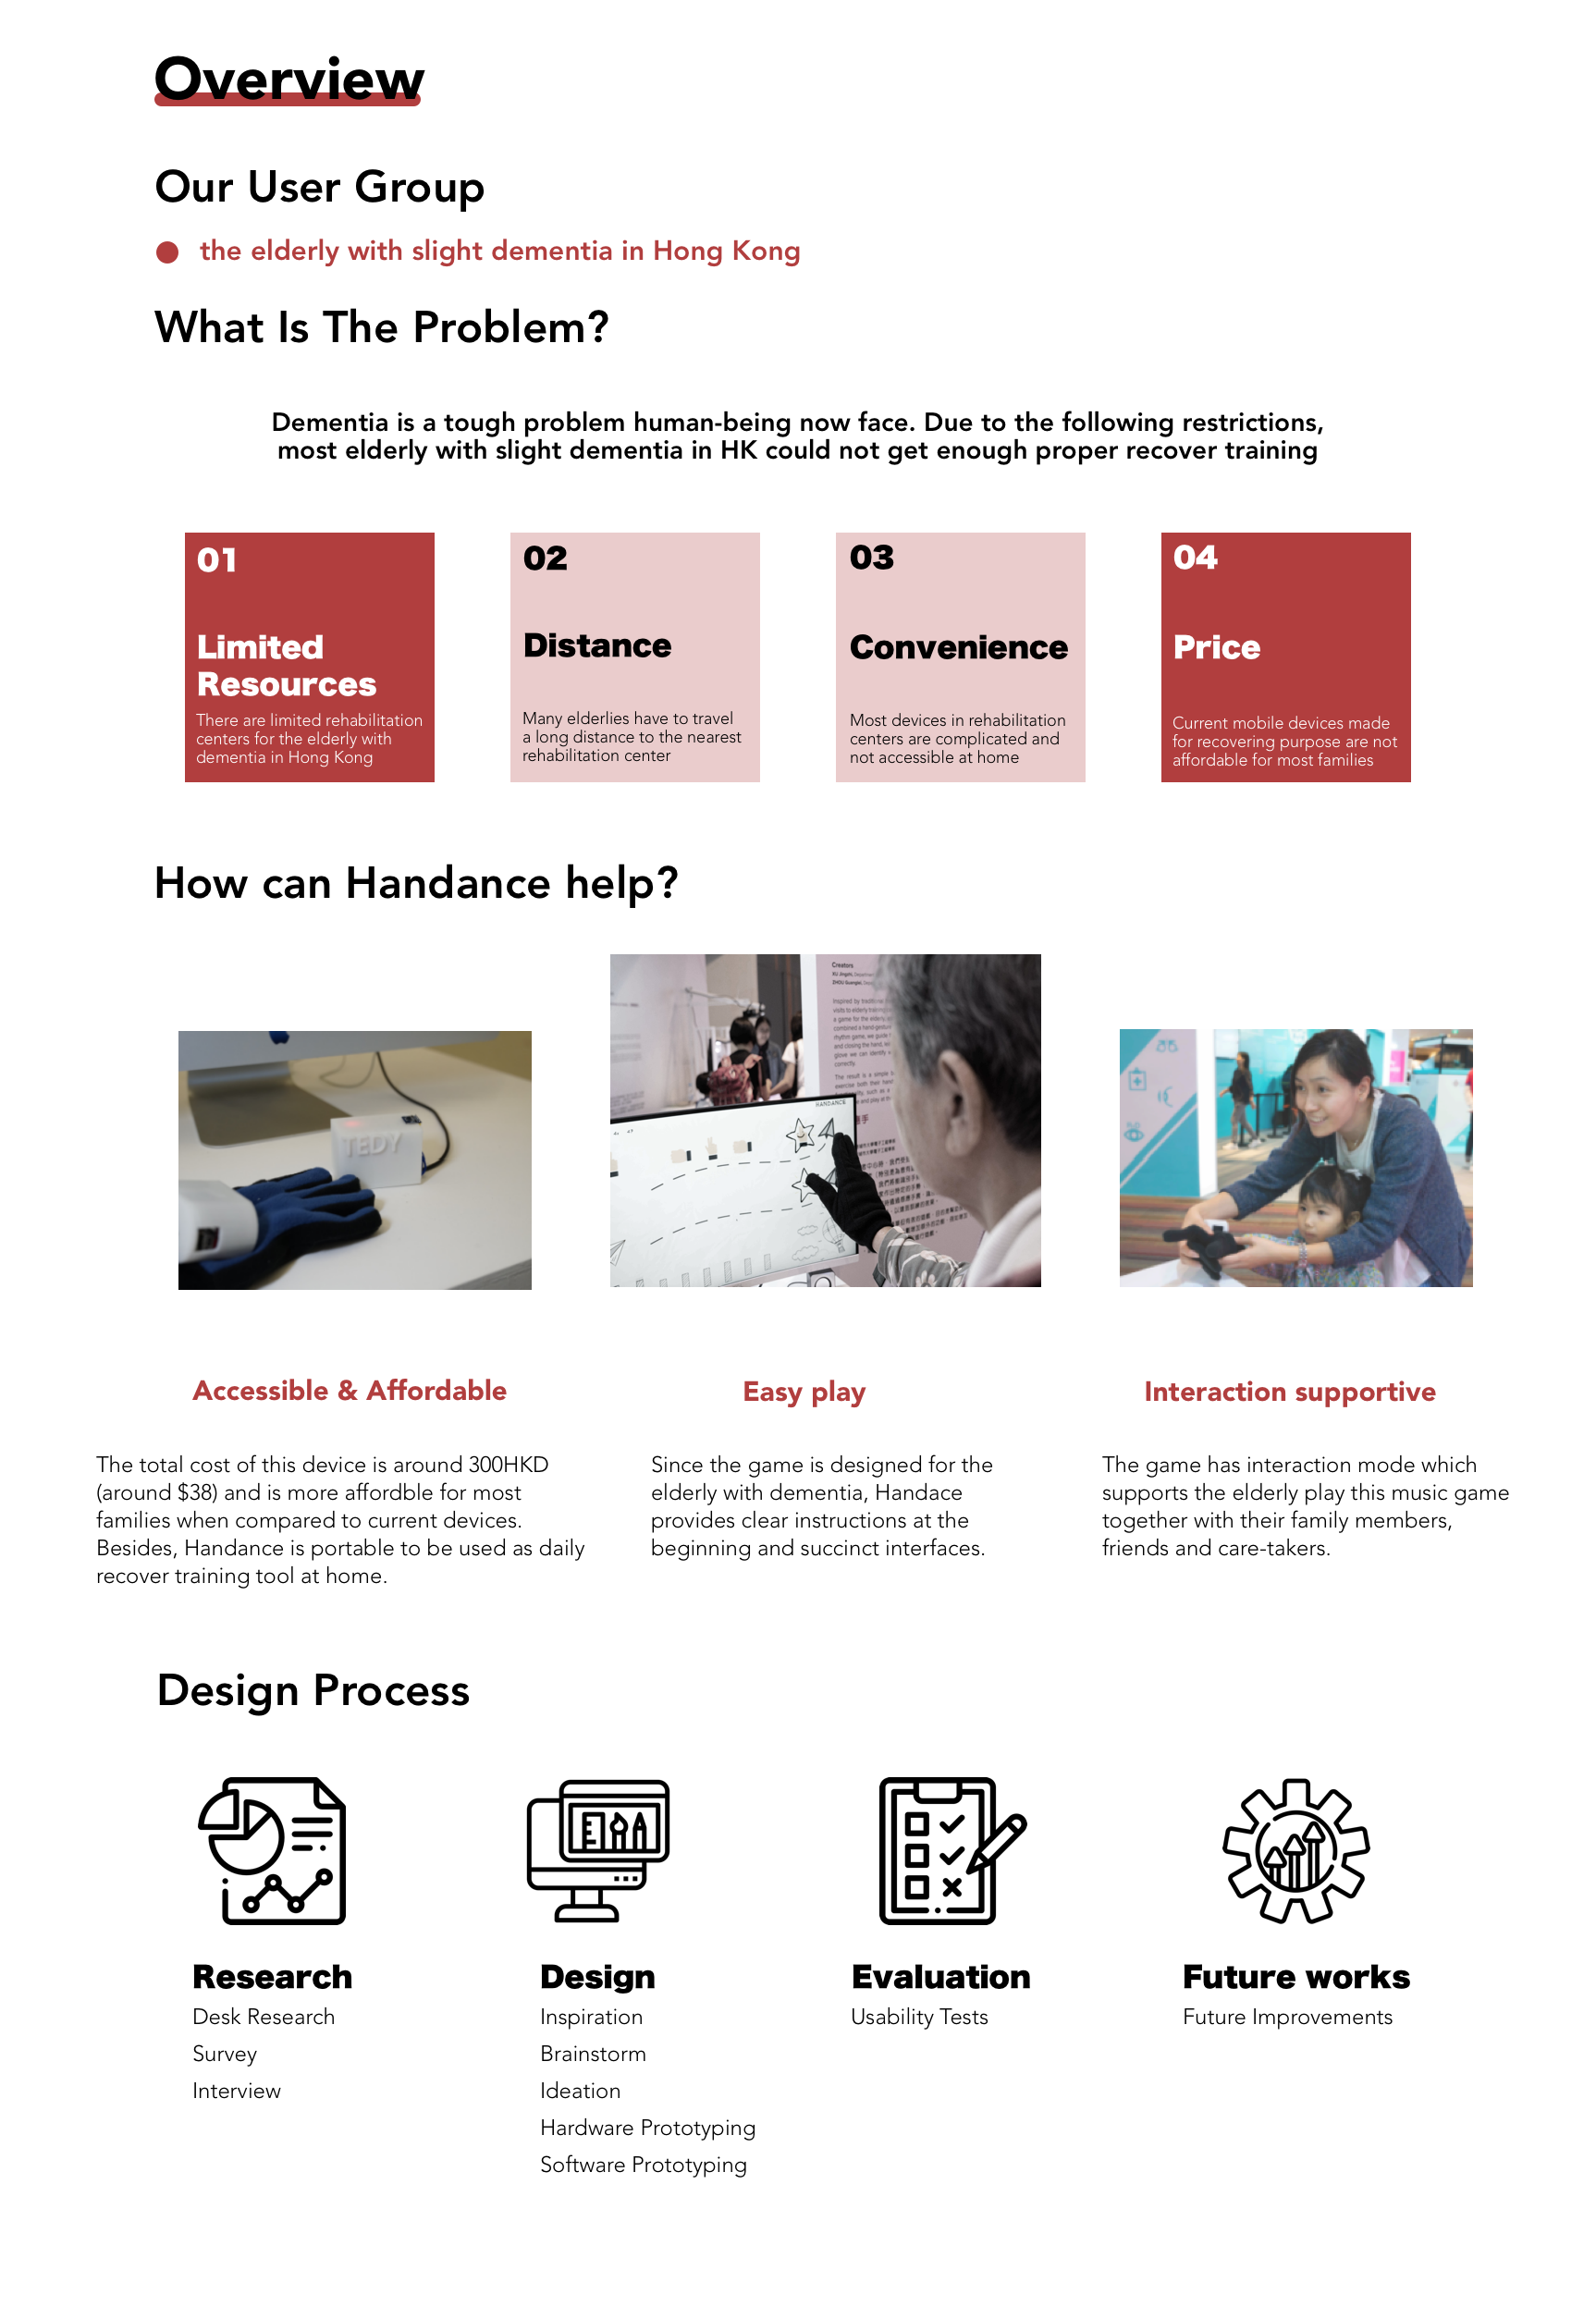 Overview
Our User Group
the elderly with slight dementia in Hong Kong
What Is The Problem?
Dementia is a tough problem human-being now face. Due to the following restrictions,
most elderly with slight dementia in HK could not get enough proper recover training
01
Limited
Resources
There are limited rehabilitation
centers for the elderly with
dementia in Hong Kong
02
Distance
Many elderlies have to travel
a long distance to the nearest
rehabilitation center
03
Convenience
Most devices in rehabilitation
centers are complicated and
not accessible at home
04
Price
Current mobile devices made
for recovering purpose are not
affordable for most families
How can Handance help?
TEDY
Creators
HANDANCE
Accessible & Affordable
The total cost of this device is around 300HKD
(around $38) and is more affordble for most
families when compared to current devices.
Besides, Handance is portable to be used as daily
recover training tool at home.
Easy play
Since the game is designed for the
elderly with dementia, Handace
provides clear instructions at the
beginning and succinct interfaces.
Interaction supportive
The game has interaction mode which
supports the elderly play this music game
together with their family members,
friends and care-takers.
Design Process
Research
Desk Research
Survey
Interview
Design
Inspiration
Brainstorm
Ideation
Hardware Prototyping
Software Prototyping
Evaluation
Usability Tests
Future works
Future Improvements